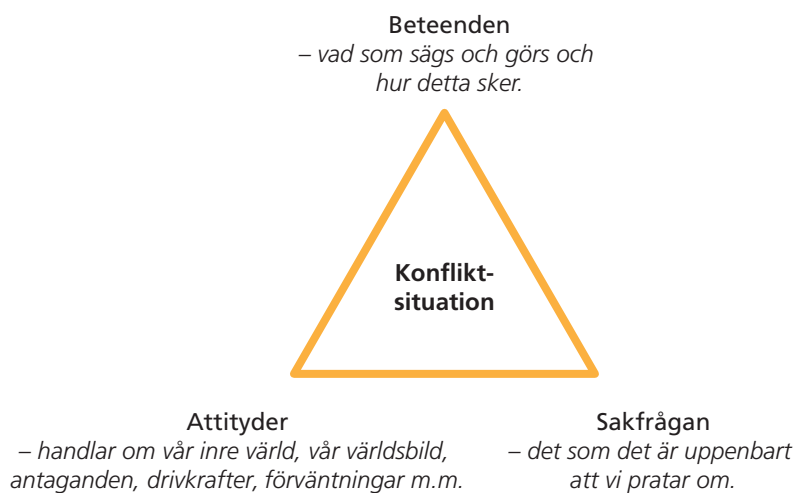 Beteenden
– vad som sägs och görs och
hur detta sker.
Konflikt-
situation
Attityder
– handlar om vår inre värld, vår världsbild,
antaganden, drivkrafter, förväntningar m.m.
Sakfrågan
– det som det är uppenbart
att vi pratar om.